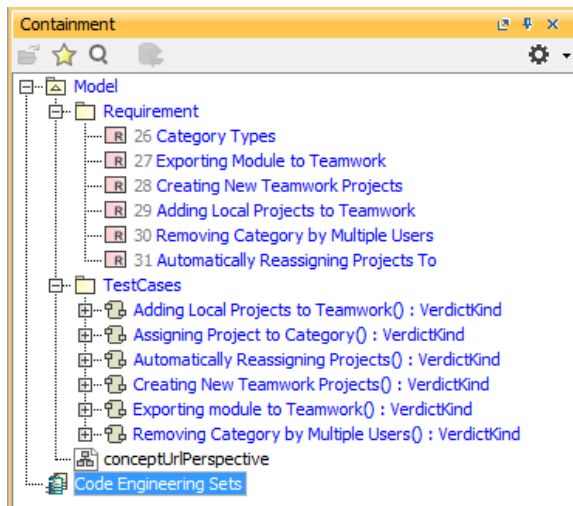 Containment
Model
Requirement
R 26 Category Types
R 27 Exporting Module to Teamwork
R 28 Creating New Teamwork Projects
R 29 Adding Local Projects to Teamwork
R 30 Removing Category by Multiple Users
R 31 Automatically Reassigning Projects To
TestCases
Adding Local Projects to Teamwork() : VerdictKind
Assigning Project to Category() : VerdictKind
Automatically Reassigning Projects() : VerdictKind
Creating New Teamwork Projects() : VerdictKind
Exporting module to Teamwork() : VerdictKind
Removing Category by Multiple Users() : VerdictKind
conceptUrlPerspective
Code Engineering Sets